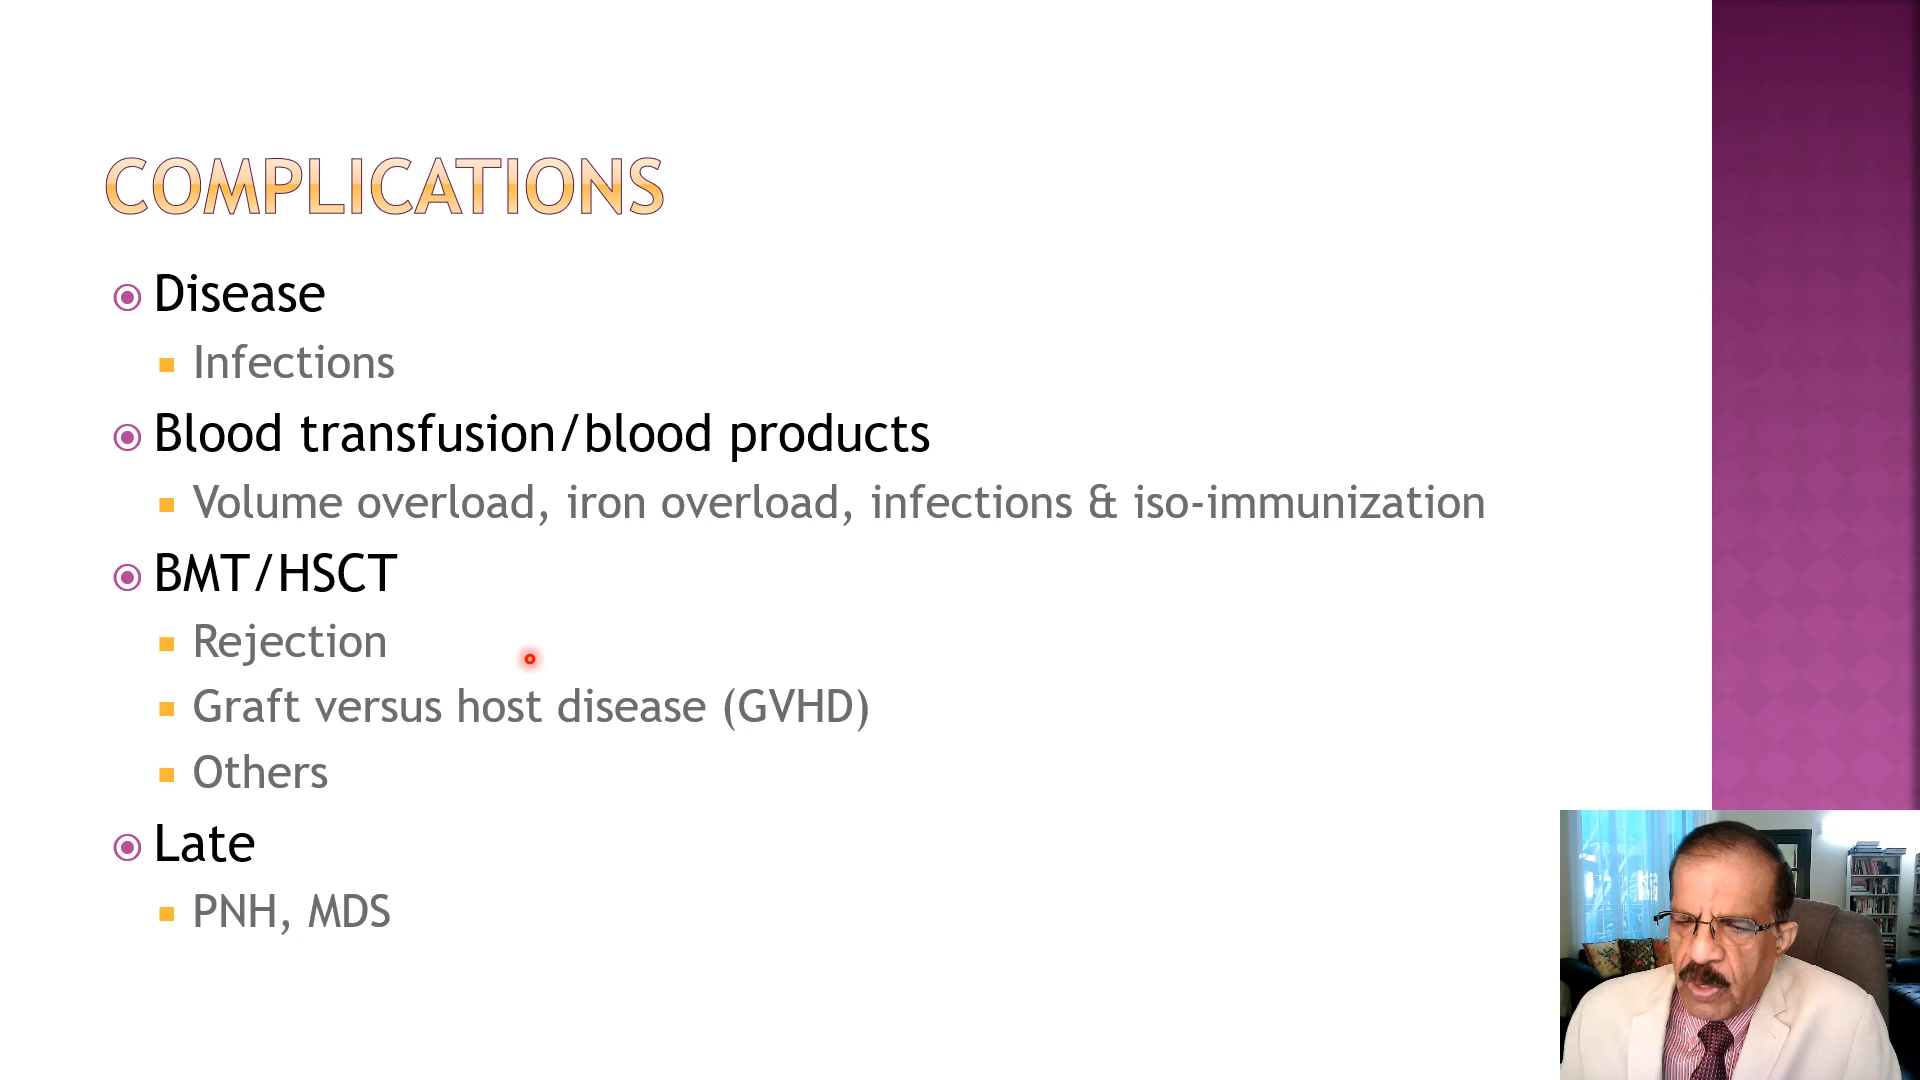 COMPLICATIONS
Disease
Infections
Blood transfusion/blood products
Volume overload, iron overload, infections & iso-immunization
BMT/HSCT
Rejection
Graft versus host disease (GVHD)
Others
Late
PNH, MDS